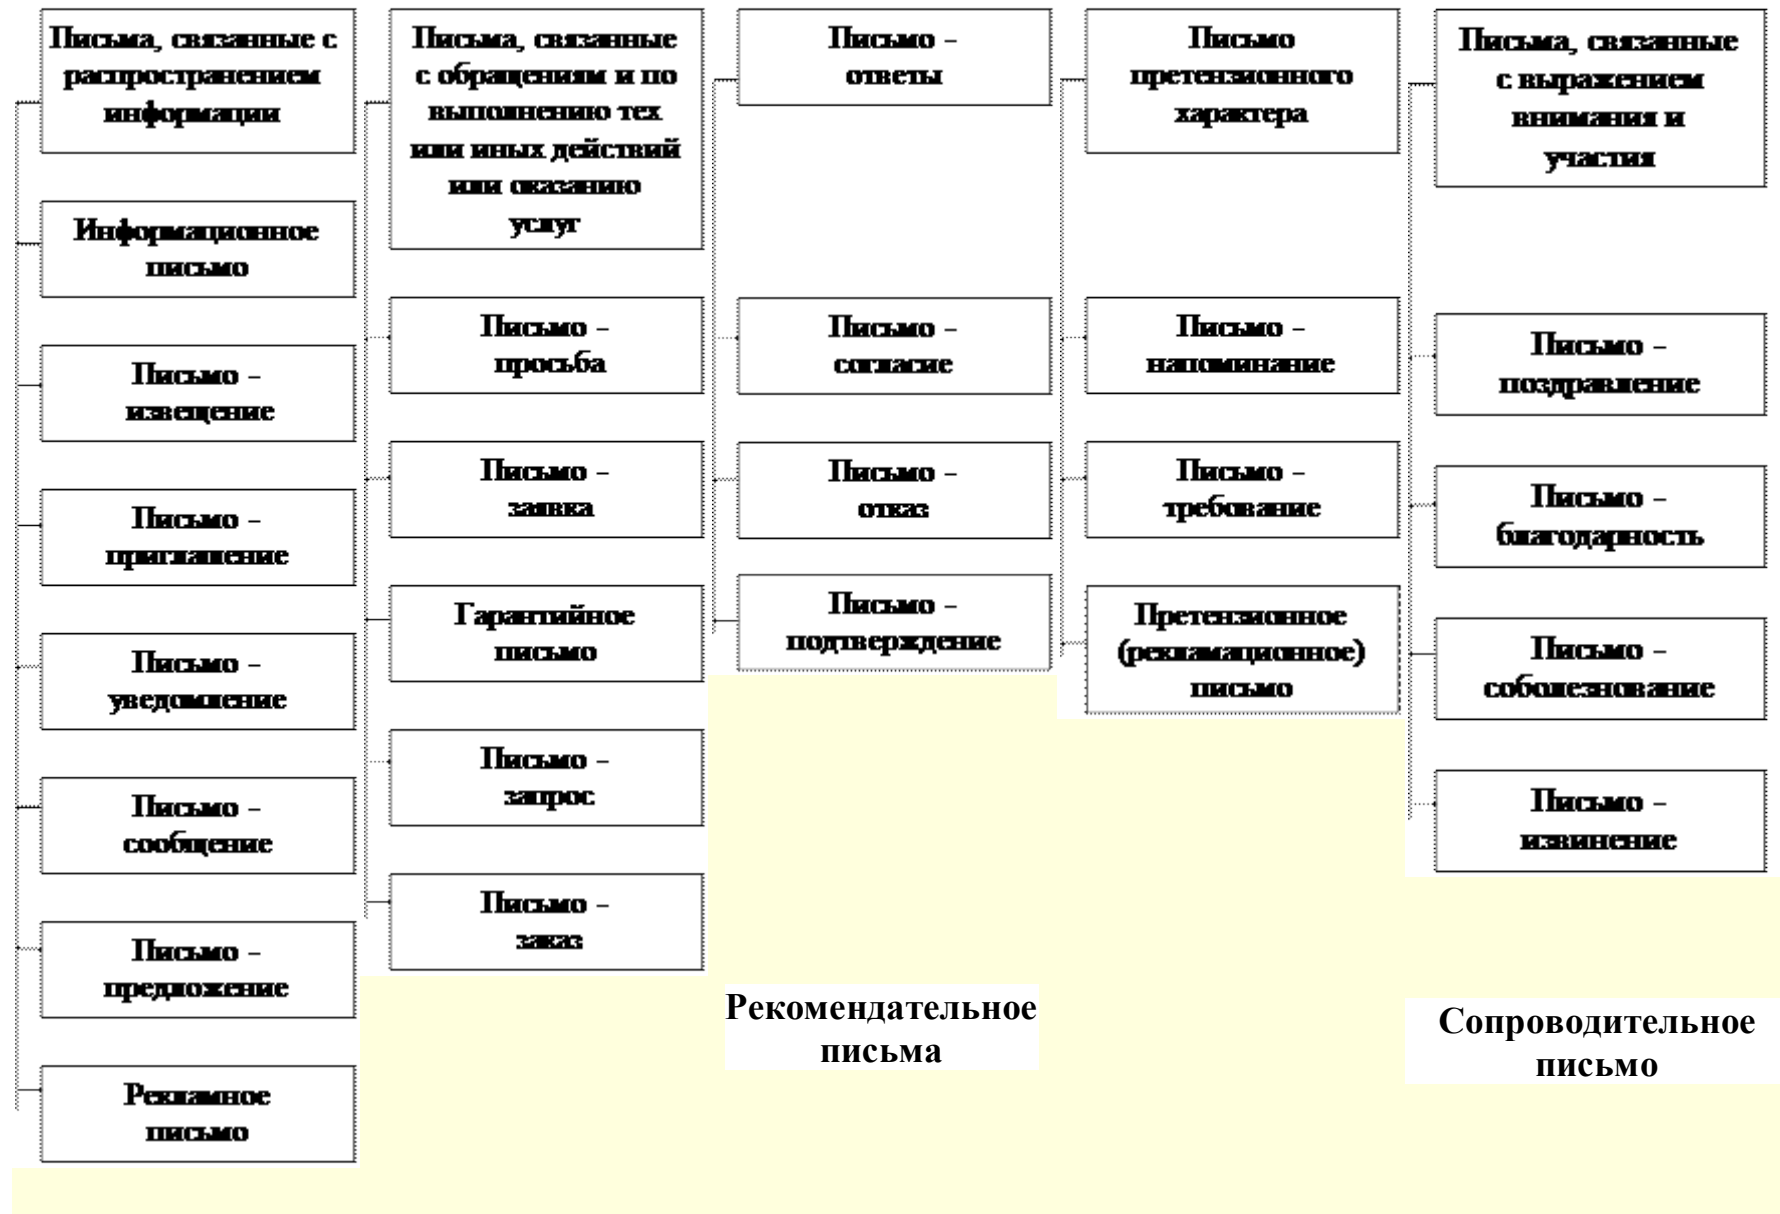 Письма, связанные с
распространением
информации
Информационное
письмо
Письмо –
извещение
Письмо –
приглашение
Письмо –
уведомление
Письмо –
сообщение
Письмо –
предложение
Рекламное
письмо
Письма, связанные
с обращениям и по
выполнению тех
или иных действий
или оказанию
услуг
Письмо –
просьба
Письмо –
заявка
Гарантийное
письмо
Письмо –
запрос
Письмо –
заказ
Письмо –
ответы
Письмо –
согласие
Письмо –
отказ
Письмо –
подтверждение
Рекомендательное
письма
Письмо
претензионного
характера
Письмо –
напоминание
Письмо –
требование
Претензионное
(рекламационное)
письмо
Письма, связанные
с выражением
внимания и
участия
Письмо –
поздравление
Письмо –
благодарность
Письмо –
соболезнование
Письмо –
извинение
Сопроводительное
письмо